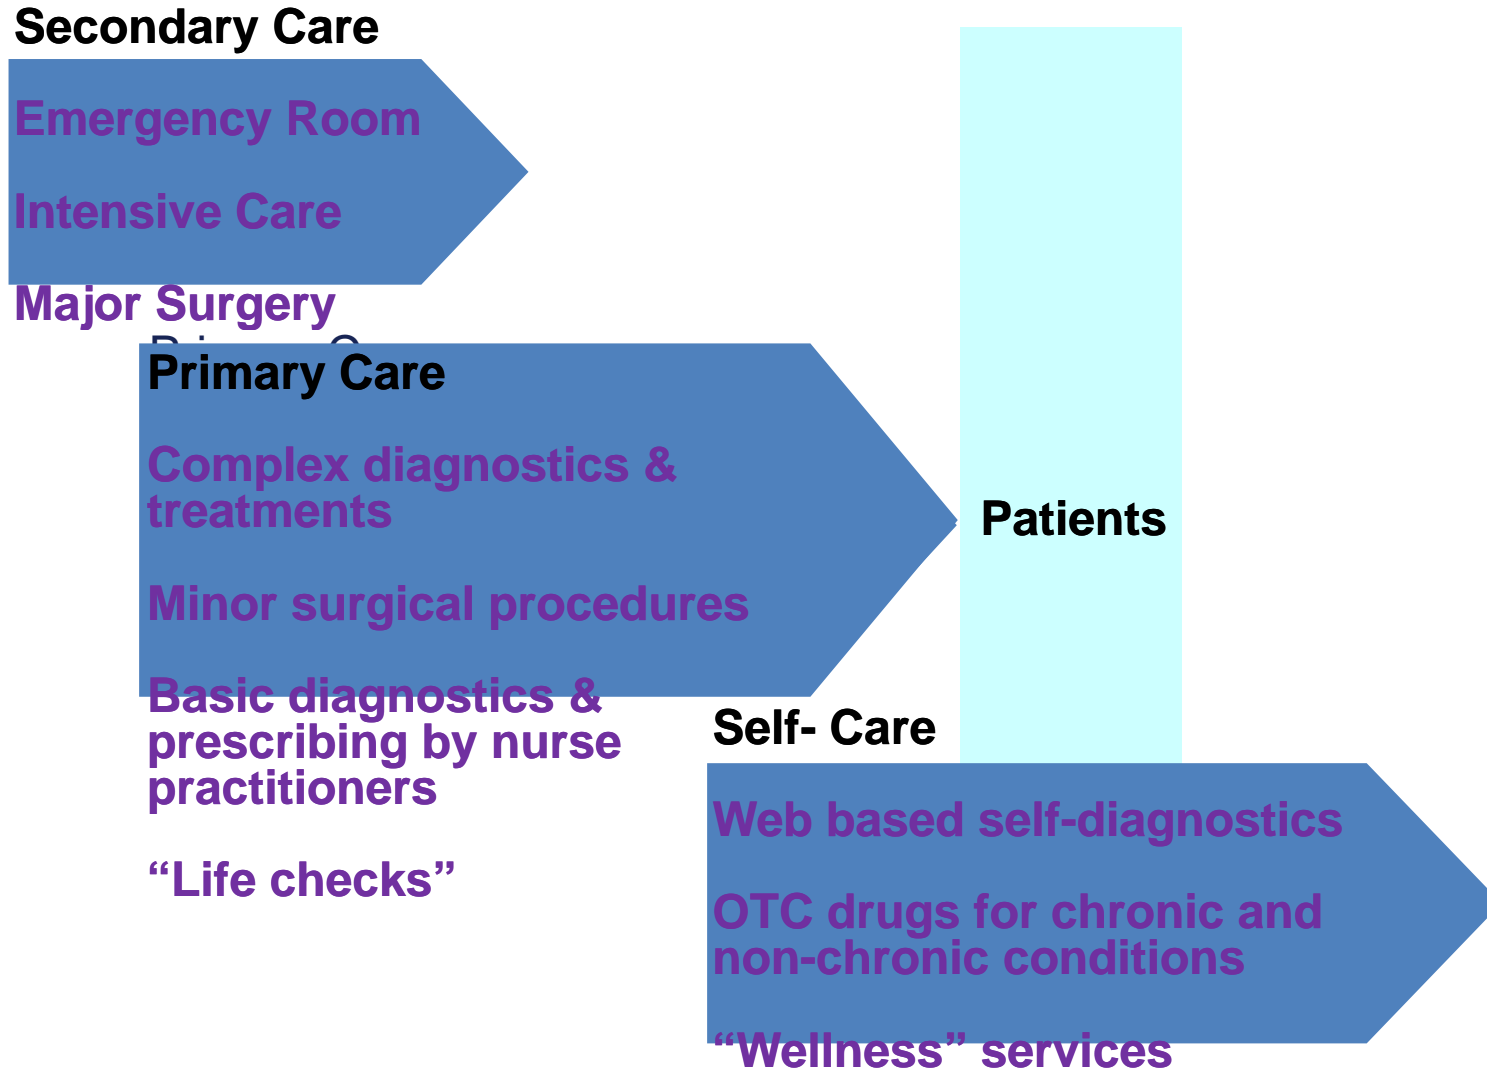 Secondary Care
Emergency Room
Intensive Care
Major Surgery
Primary Care
Complex diagnostics &
treatments
Minor surgical procedures
Basic diagnostics &
prescribing by nurse
practitioners
“Life checks”
Patients
Self- Care
Web based self-diagnostics
OTC drugs for chronic and
non-chronic conditions
“Wellness” services